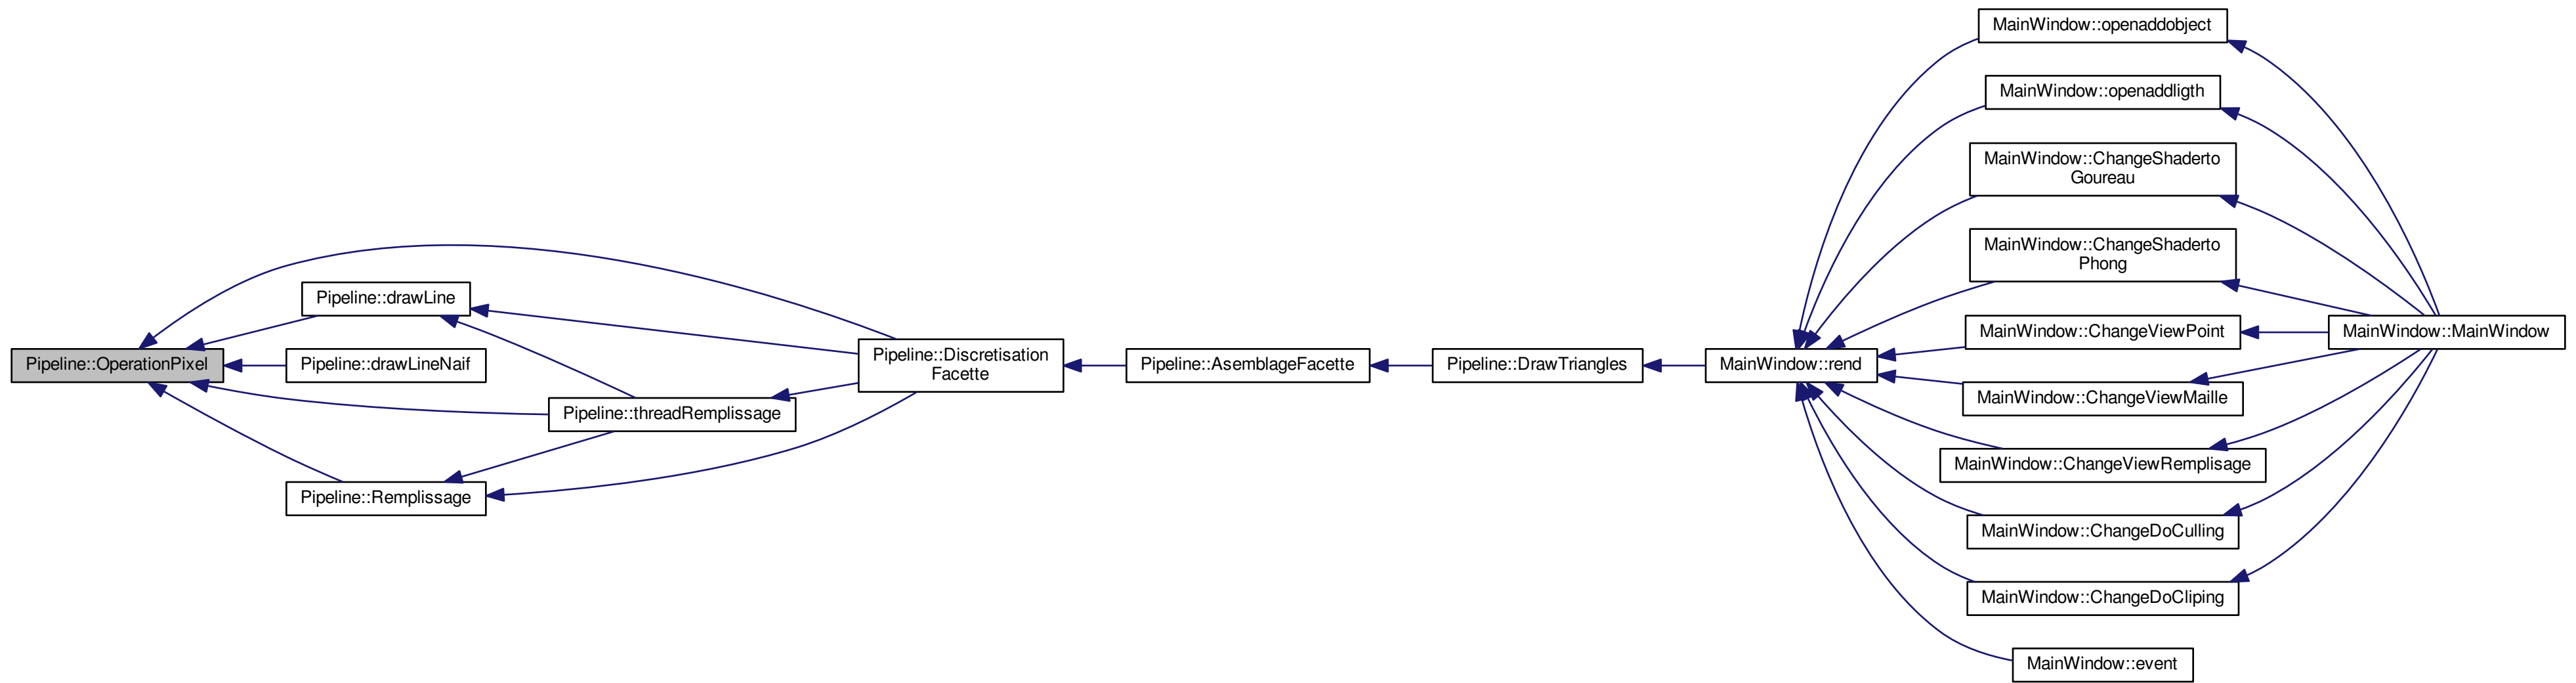 MainWindow::openaddobject
MainWindow::openaddligth
MainWindow::ChangeShaderto
Goureau
MainWindow::ChangeShaderto
Phong
Pipeline::drawLine
MainWindow::ChangeViewPoint
MainWindow::MainWindow
Pipeline::OperationPixel
Pipeline::drawLineNaif
Pipeline::Discretisation
Facette
Pipeline::AsemblageFacette
Pipeline::DrawTriangles
MainWindow::rend
MainWindow::ChangeViewMaille
Pipeline::threadRemplissage
MainWindow::ChangeViewRemplisage
Pipeline::Remplissage
MainWindow::ChangeDoCulling
MainWindow::ChangeDoCliping
MainWindow::event